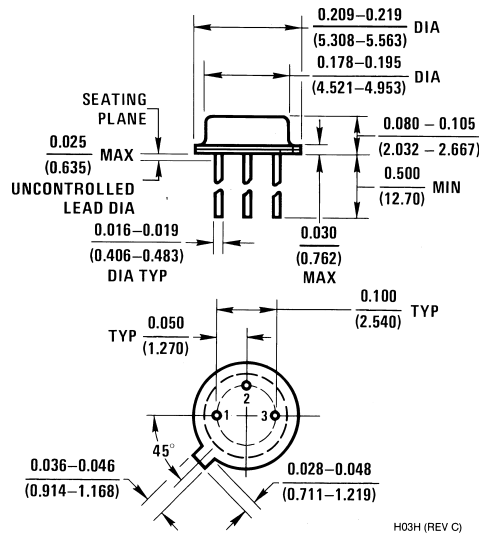 0.209–0.219
(5.308–5.563)
DIA
0.178–0.195
(4.521–4.953)
DIA
SEATING
PLANE
0.025
(0.635)
MAX
0.080 – 0.105
(2.032 – 2.667)
UNCONTROLLED
LEAD DIA
0.500
(12.70)
MIN
0.016–0.019
(0.406–0.483)
DIA TYP
0.030
(0.762)
MAX
0.100
(2.540)
TYP
TYP
0.050
(1.270)
2
1
3
45°
0.036–0.046
(0.914–1.168)
0.028–0.048
(0.711–1.219)
H03H (REV C)